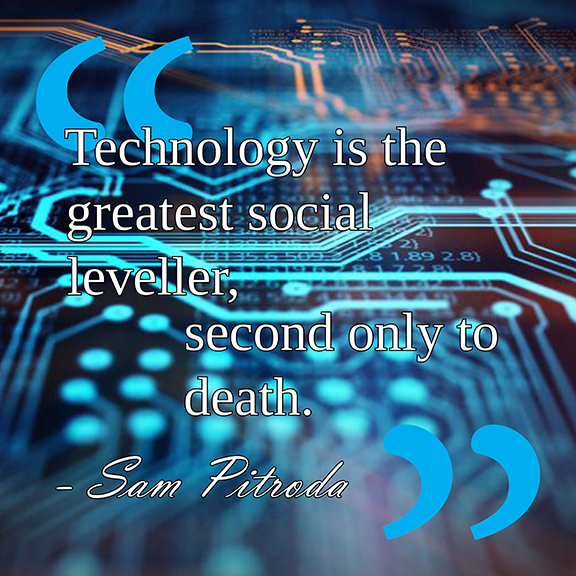 “
Technology is the
greatest social
leveller,
second only to
death.
- Sam Pitroda
”